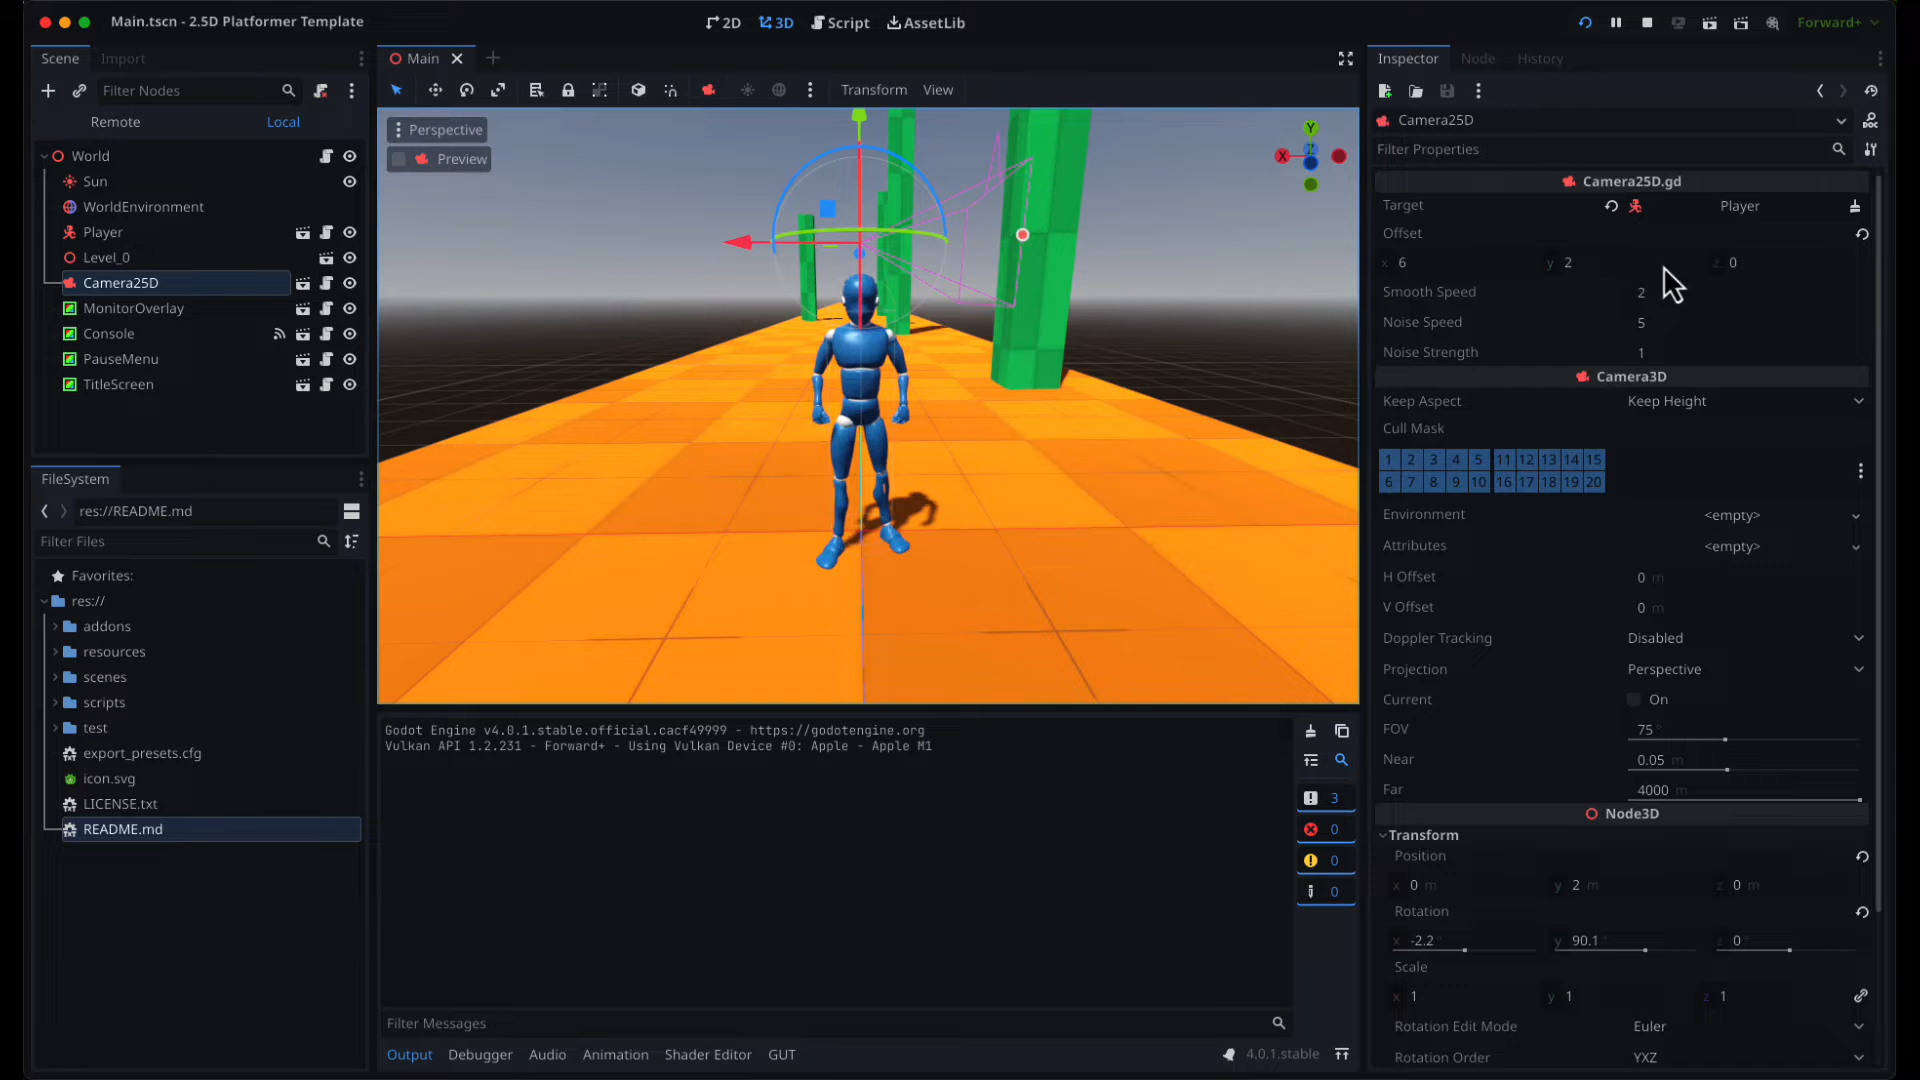 Main.tscn - 2.5D Platformer Template
2D
3D
Script
AssetLib
Forward+
Scene
Import
Filter Nodes
Remote
Local
World
Sun
WorldEnvironment
Player
Level_0
Camera25D
MonitorOverlay
Console
PauseMenu
TitleScreen
FileSystem
res://README.md
Filter Files
Favorites:
res://
addons
resources
scenes
scripts
test
export_presets.cfg
icon.svg
LICENSE.txt
README.md
Main
Transform
View
Perspective
Preview
Y
X
Z
Godot Engine v4.0.1.stable.official.cacf49999 - https://godotengine.org
Vulkan API 1.2.231 - Forward+ - Using Vulkan Device #0: Apple - Apple M1
3
0
0
0
Filter Messages
Output
Debugger
Audio
Animation
Shader Editor
GUT
4.0.1.stable
Inspector
Node
History
Camera25D
DOC
Filter Properties
Camera25D.gd
Target
Player
Offset
x 6
y 2
z 0
Smooth Speed
2
Noise Speed
5
Noise Strength
1
Camera3D
Keep Aspect
Keep Height
Cull Mask
1 2 3 4 5 11 12 13 14 15
6 7 8 9 10 16 17 18 19 20
Environment
<empty>
Attributes
<empty>
H Offset
0 m
V Offset
0 m
Doppler Tracking
Disabled
Projection
Perspective
Current
On
FOV
75 °
Near
0.05 m
Far
4000 m
Node3D
Transform
Position
x 0 m
y 2 m
z 0 m
Rotation
x -2.2 °
y 90.1 °
z 0 °
Scale
x 1
y 1
z 1
Rotation Edit Mode
Euler
Rotation Order
YXZ